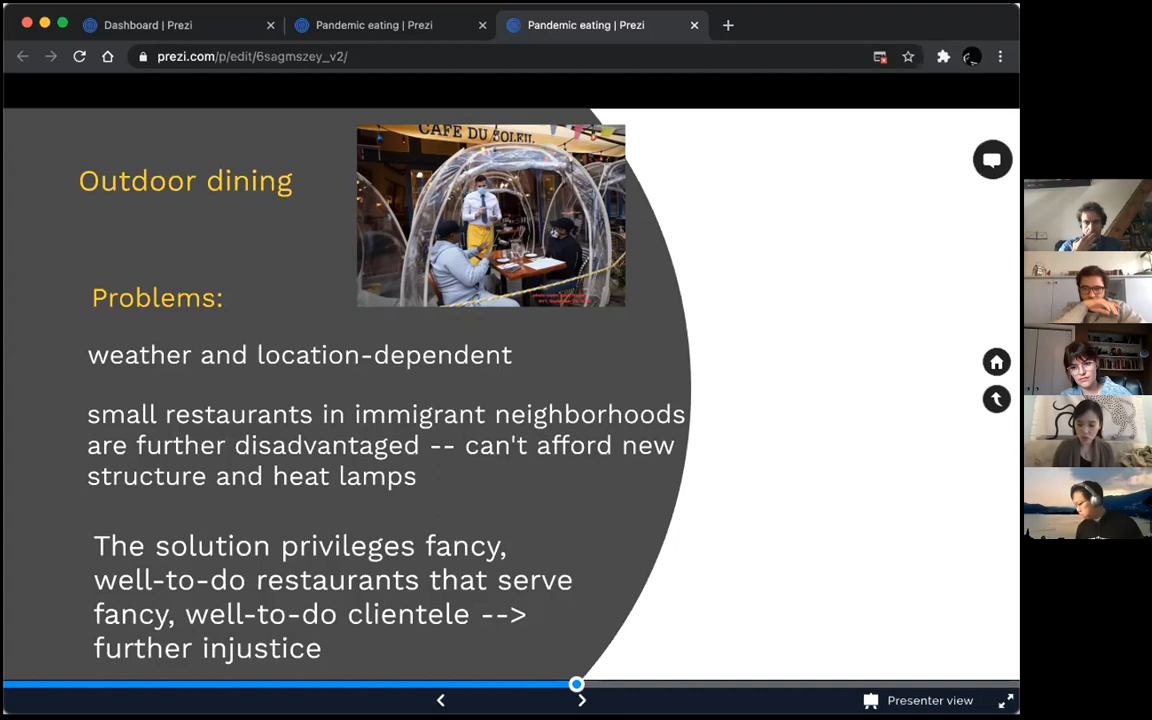 Dashboard | Prezi
Pandemic eating | Prezi
Pandemic eating | Prezi
prezi.com/p/edit/6sagmszey_v2/
CAFE DU SOLEIL
Outdoor dining
Problems:
weather and location-dependent
small restaurants in immigrant neighborhoods
are further disadvantaged -- can't afford new
structure and heat lamps
The solution privileges fancy,
well-to-do restaurants that serve
fancy, well-to-do clientele -->
further injustice
Presenter view